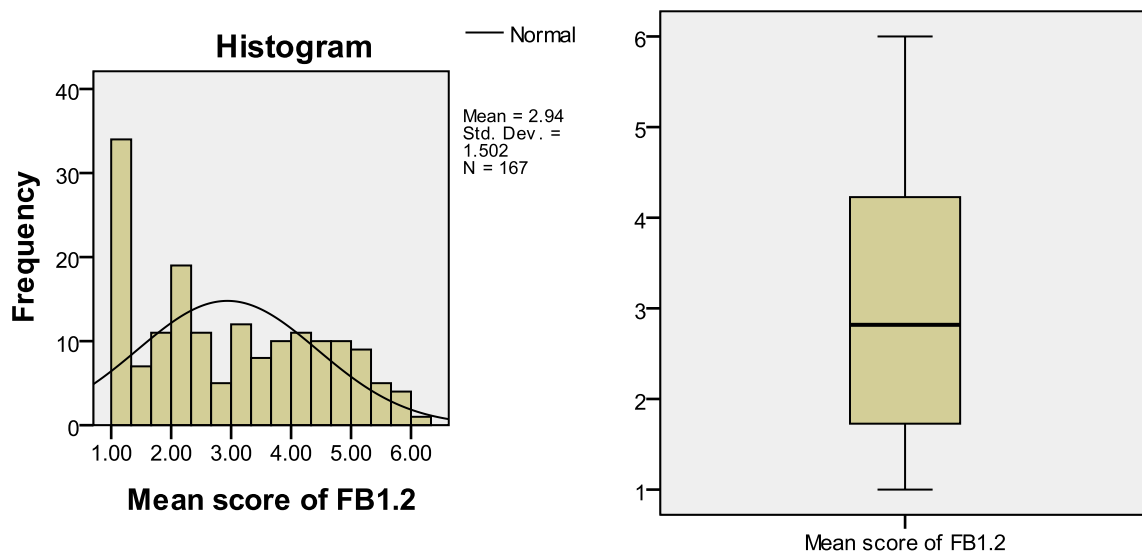 Histogram
Normal
Mean = 2.94
Std. Dev. =
1.502
N = 167
Frequency
40
30
20
10
0
1.00 2.00 3.00 4.00 5.00 6.00
Mean score of FB1.2
6
5
4
3
2
1
Mean score of FB1.2